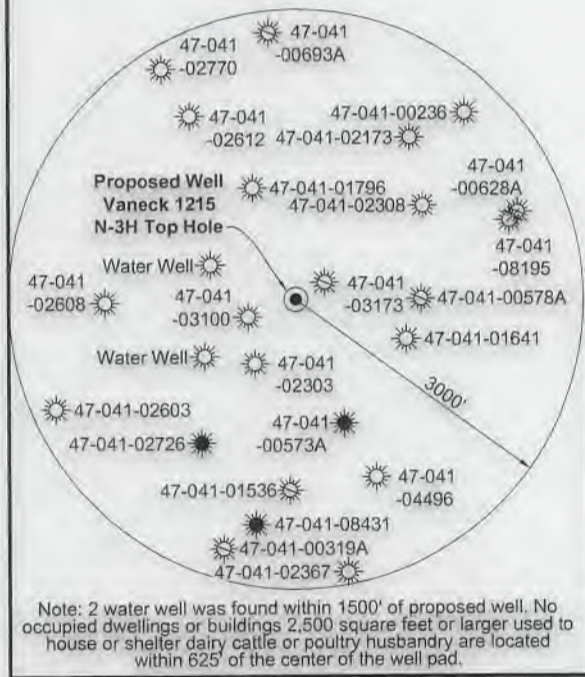 47-041
-00693A
47-041
-02770
47-041
-02612
47-041-00236
47-041-02173
47-041
-00628A
Proposed Well
Vaneck 1215
N-3H Top Hole
47-041-01796
47-041-02308
47-041
-08195
Water Well
47-041
-02608
47-041
-03100
47-041
-03173
47-041-00578A
47-041-01641
Water Well
47-041
-02303
3000'
47-041-02603
47-041-02726
47-041
-00573A
47-041-01536
47-041
-04496
47-041-08431
47-041-00319A
47-041-02367
Note: 2 water well was found within 1500' of proposed well. No
occupied dwellings or buildings 2,500 square feet or larger used to
house or shelter dairy cattle or poultry husbandry are located
within 625' of the center of the well pad.